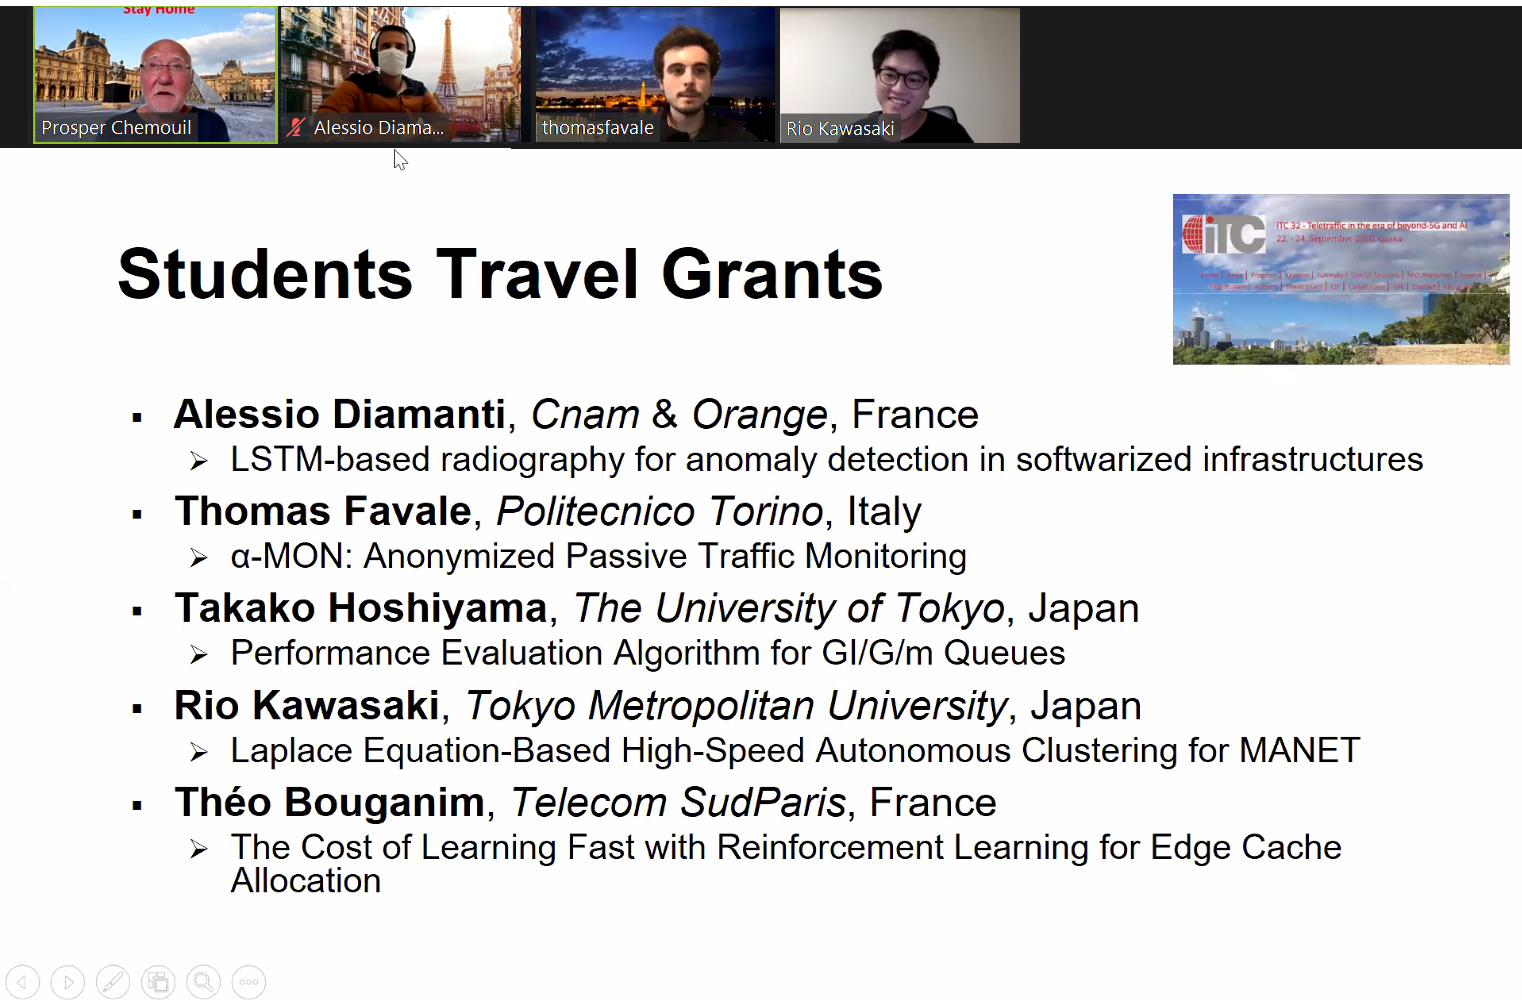 Stay Home
Prosper Chemouil
Alessio Diama...
thomasfavale
Rio Kawasaki
iTC
ITC 32 - Teletraffic in the era of beyond-5G and AI
22. - 24. September 2020, Osaka
Students Travel Grants
▪ Alessio Diamanti, Cnam & Orange, France
➢ LSTM-based radiography for anomaly detection in softwarized infrastructures
▪ Thomas Favale, Politecnico Torino, Italy
➢ α-MON: Anonymized Passive Traffic Monitoring
▪ Takako Hoshiyama, The University of Tokyo, Japan
➢ Performance Evaluation Algorithm for GI/G/m Queues
▪ Rio Kawasaki, Tokyo Metropolitan University, Japan
➢ Laplace Equation-Based High-Speed Autonomous Clustering for MANET
▪ Théo Bouganim, Telecom SudParis, France
➢ The Cost of Learning Fast with Reinforcement Learning for Edge Cache
Allocation